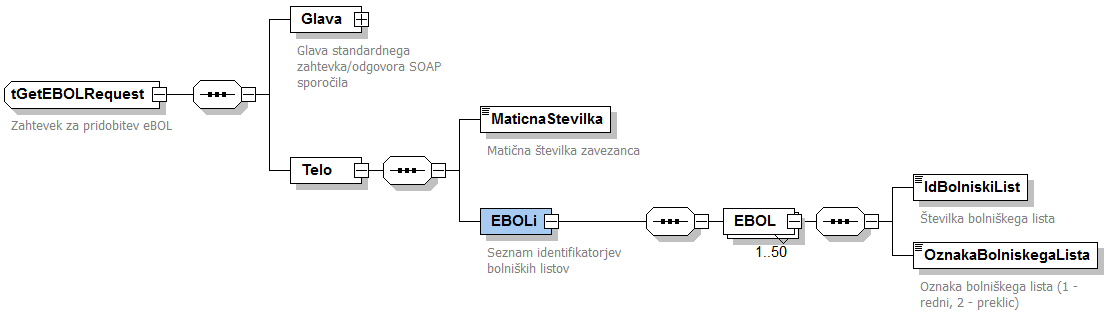 Glava
Glava standardnega
zahtevka/odgovora SOAP
sporočila
tGetEBOLRequest
Zahtevek za pridobitev eBOL
MaticnaStevilka
Matična številka zavezanca
Telo
IdBolniskiList
Številka bolniškega lista
EBOLi
Seznam identifikatorjev
bolniških listov
EBOL
1..50
OznakaBolniskegaLista
Oznaka bolniškega lista (1 -
redni, 2 - preklic)